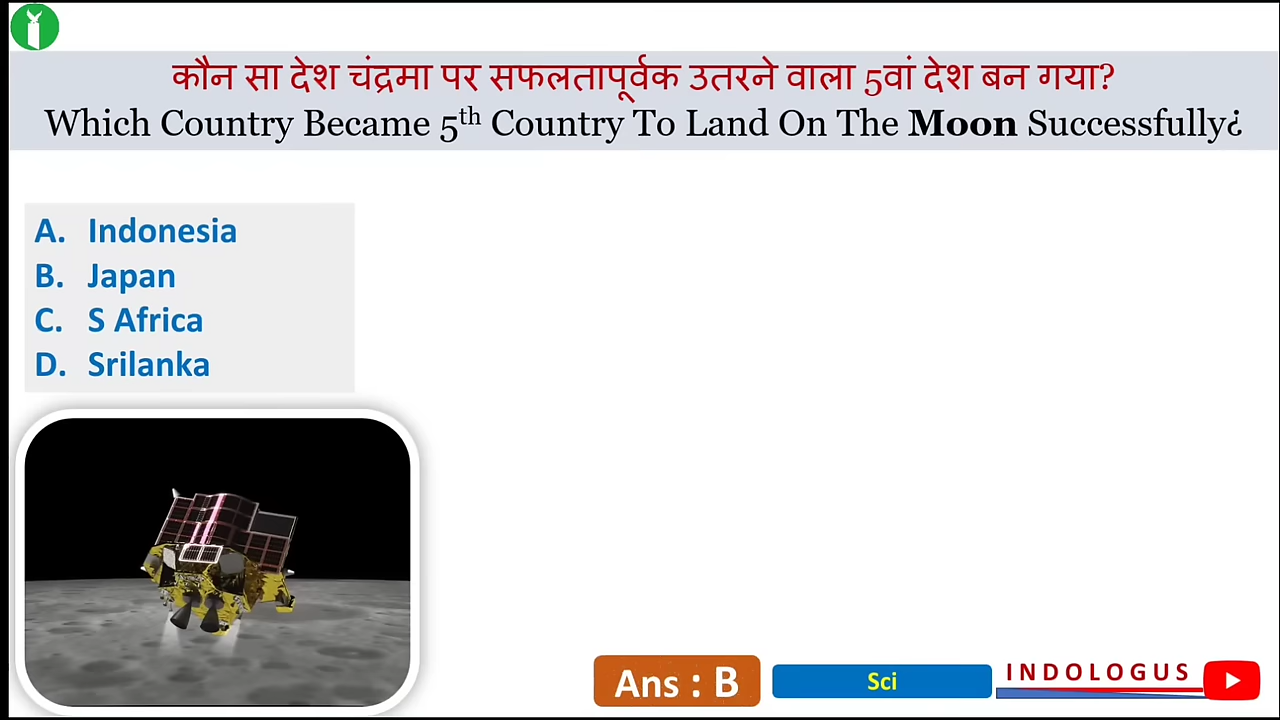 कौन सा देश चंद्रमा पर सफलतापूर्वक उतरने वाला 5वां देश बन गया?
Which Country Became 5th Country To Land On The Moon Successfully¿
A. Indonesia
B. Japan
C. S Africa
D. Srilanka
Ans : B
Sci
INDOLOGUS